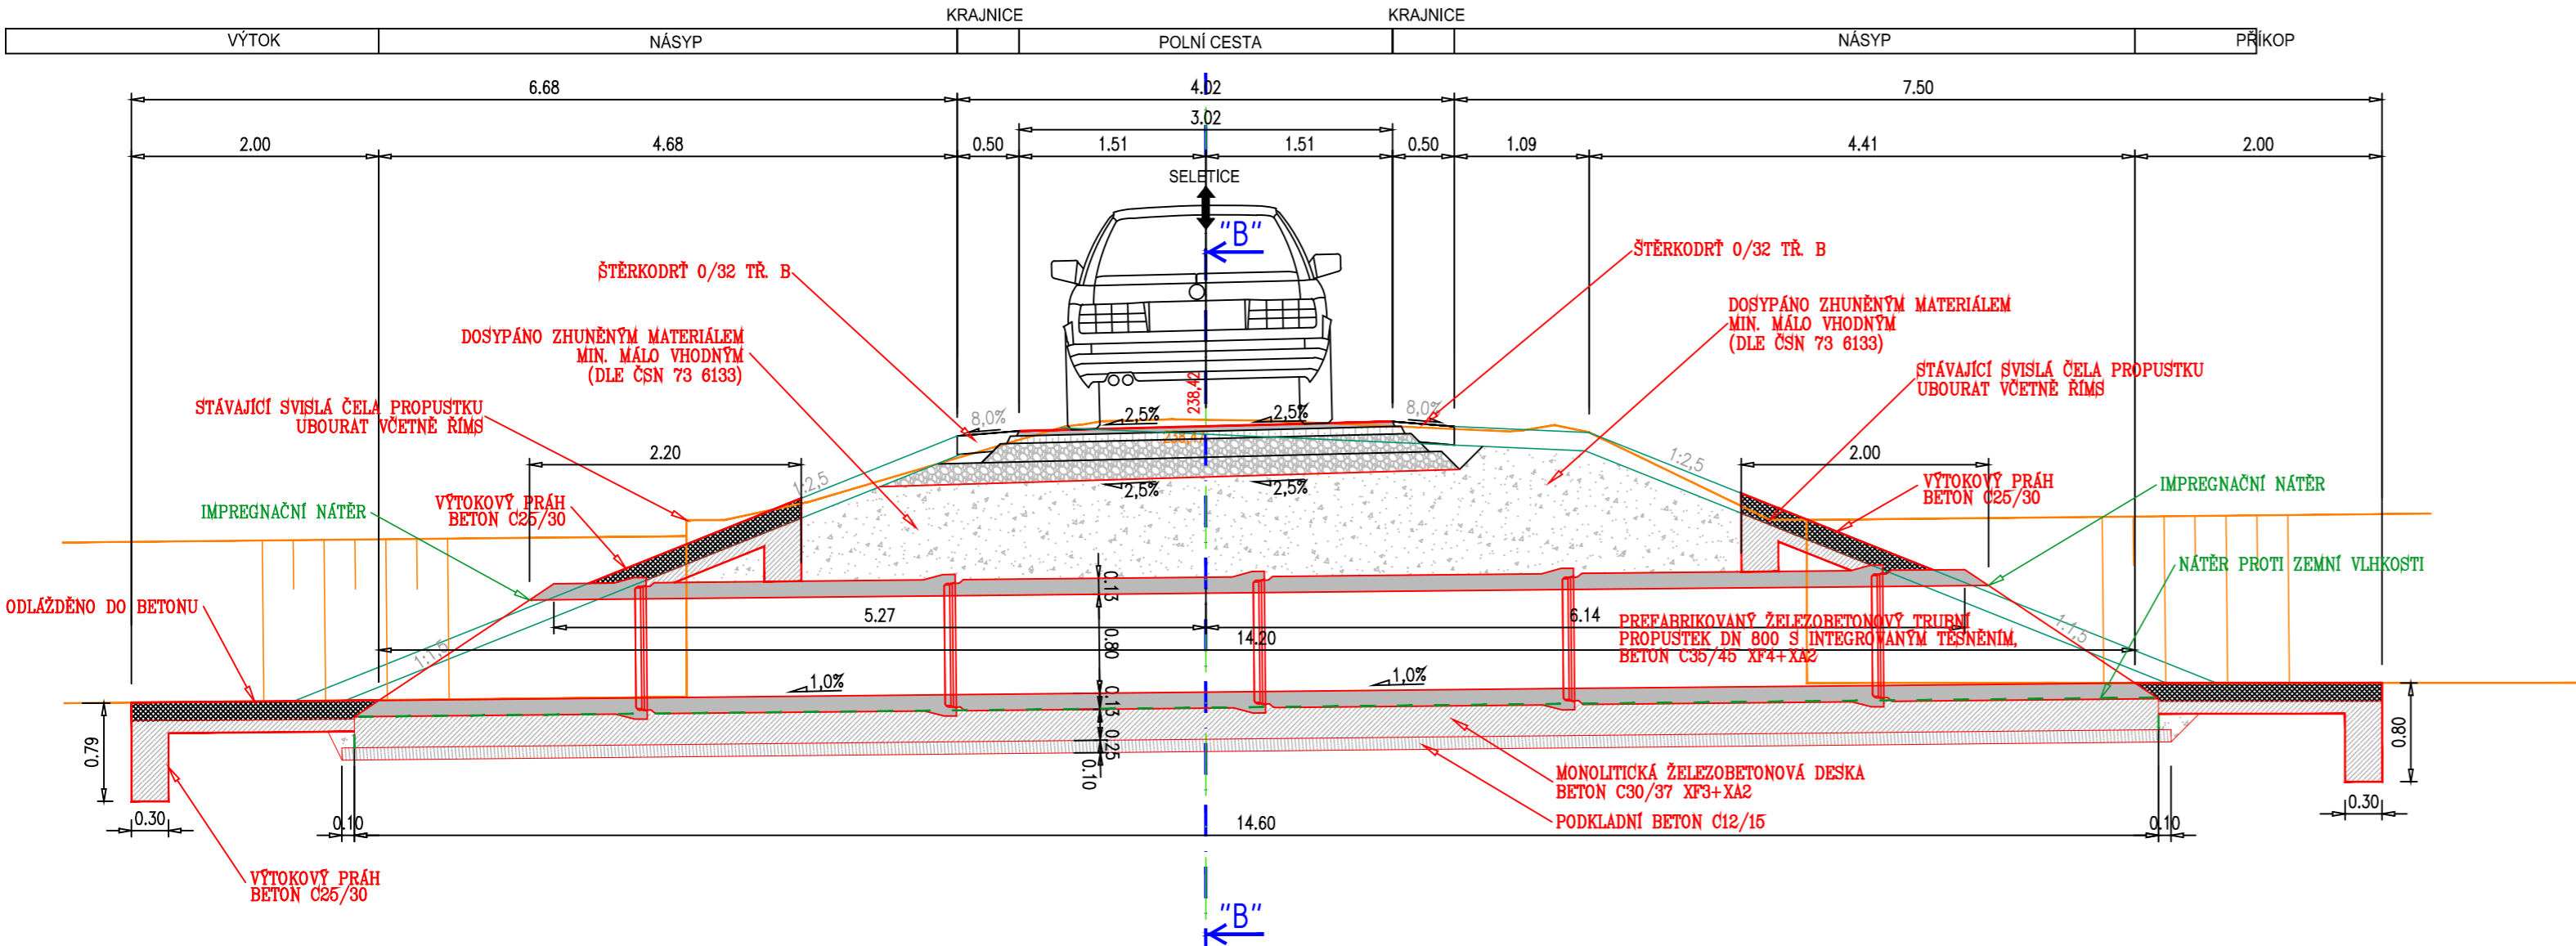 KRAJNICE
KRAJNICE
VÝTOK
NÁSYP
POLNÍ CESTA
NÁSYP
PŘÍKOP
6.68
4.02
7.50
3.02
2.00
4.68
0.50
1.51
1.51
0.50
1.09
4.41
2.00
SELETICE
"B"
ŠTĚRKODRŤ 0/32 TŘ. B
ŠTĚRKODRŤ 0/32 TŘ. B
DOSYPÁNO ZHUNĚNÝM MATERIÁLEM
MIN. MÁLO VHODNÝM
(DLE ČSN 73 6133)
DOSYPÁNO ZHUNĚNÝM MATERIÁLEM
MIN. MÁLO VHODNÝM
(DLE ČSN 73 6133)
STÁVAJÍCÍ SVISLÁ ČELA PROPUSTKU
UBOURAT VČETNĚ ŘÍMS
STÁVAJÍCÍ SVISLÁ ČELA PROPUSTKU
UBOURAT VČETNĚ ŘÍMS
238,42
8,0%
2,5%
2,5%
8,0%
2.20
1:2,5
2,5%
2,5%
1:2,5
2.00
VÝTOKOVÝ PRÁH
BETON C25/30
VÝTOKOVÝ PRÁH
BETON C25/30
IMPREGNAČNÍ NÁTĚR
IMPREGNAČNÍ NÁTĚR
NÁTĚR PROTI ZEMNÍ VLHKOSTI
ODLÁŽDĚNO DO BETONU
0.13
5.27
6.14
PREFABRIKOVANÝ ŽELEZOBETONOVÝ TRUBNÍ
PROPUSTEK DN 800 S INTEGROVANÝM TĚSNĚNÍM,
BETON C35/45 XF4+XA2
14.20
0.80
1:1,5
1:1,5
1,0%
1,0%
0.13
0.25
0.10
0.79
0.80
MONOLITICKÁ ŽELEZOBETONOVÁ DESKA
BETON C30/37 XF3+XA2
PODKLADNÍ BETON C12/15
0.30
0.10
14.60
0.10
0.30
VÝTOKOVÝ PRÁH
BETON C25/30
"B"